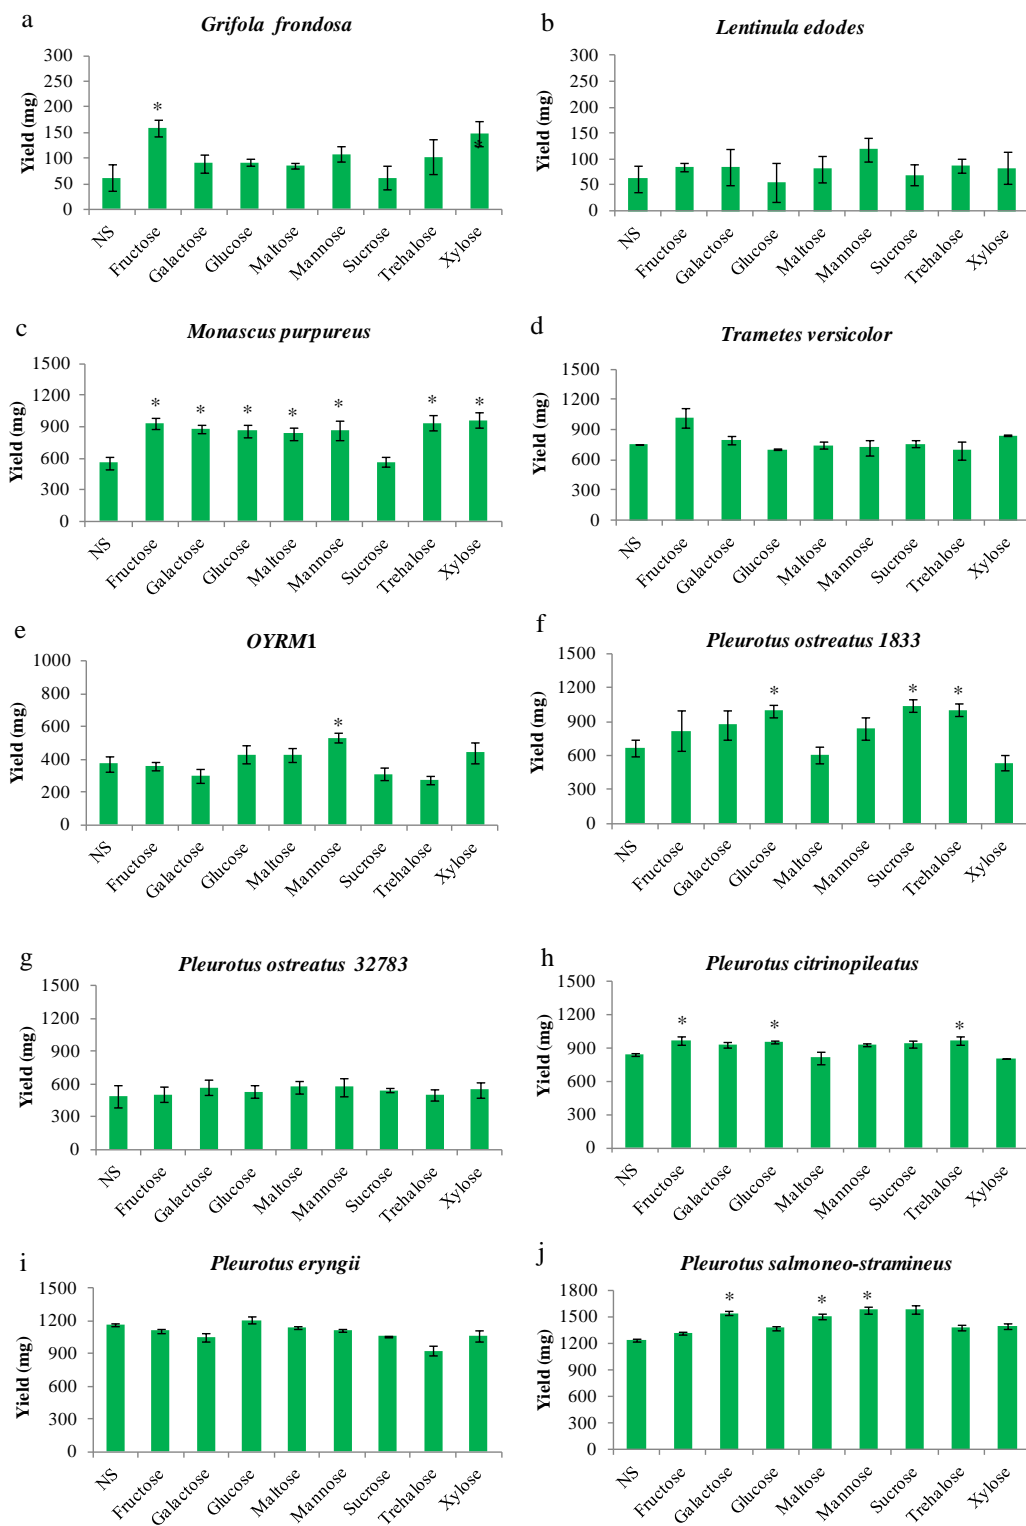 a
Grifola frondosa
Yield (mg)
300
250
200
150
100
50
0
*
*
NS
Fructose
Galactose
Glucose
Maltose
Mannose
Sucrose
Trehalose
Xylose
b
Lentinula edodes
Yield (mg)
300
250
200
150
100
50
0
NS
Fructose
Galactose
Glucose
Maltose
Mannose
Sucrose
Trehalose
Xylose
c
Monascus purpureus
Yield (mg)
1500
1200
900
600
300
0
*
*
*
*
*
*
*
NS
Fructose
Galactose
Glucose
Maltose
Mannose
Sucrose
Trehalose
Xylose
d
Trametes versicolor
Yield (mg)
1500
1200
900
600
300
0
NS
Fructose
Galactose
Glucose
Maltose
Mannose
Sucrose
Trehalose
Xylose
e
OYRM1
Yield (mg)
1000
800
600
400
200
0
*
NS
Fructose
Galactose
Glucose
Maltose
Mannose
Sucrose
Trehalose
Xylose
f
Pleurotus ostreatus 1833
Yield (mg)
1500
1200
900
600
300
0
*
*
*
NS
Fructose
Galactose
Glucose
Maltose
Mannose
Sucrose
Trehalose
Xylose
g
Pleurotus ostreatus 32783
Yield (mg)
1500
1200
900
600
300
0
NS
Fructose
Galactose
Glucose
Maltose
Mannose
Sucrose
Trehalose
Xylose
h
Pleurotus citrinopileatus
Yield (mg)
1500
1200
900
600
300
0
*
*
*
NS
Fructose
Galactose
Glucose
Maltose
Mannose
Sucrose
Trehalose
Xylose
i
Pleurotus eryngii
Yield (mg)
1500
1200
900
600
300
0
NS
Fructose
Galactose
Glucose
Maltose
Mannose
Sucrose
Trehalose
Xylose
j
Pleurotus salmoneo-stramineus
Yield (mg)
1800
1500
1200
900
600
300
0
*
*
*
NS
Fructose
Galactose
Glucose
Maltose
Mannose
Sucrose
Trehalose
Xylose